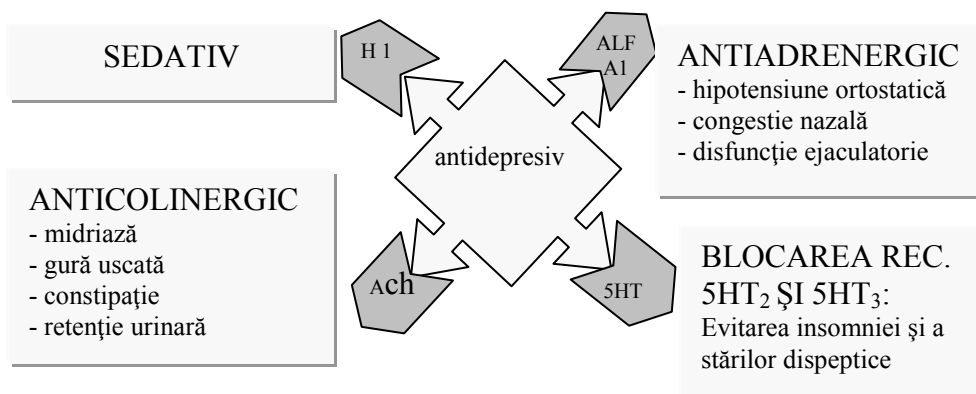 SEDATIV
H 1
ALF
A1
ANTIADRENERGIC
- hipotensiune ortostatică
- congestie nazală
- disfuncţie ejaculatorie
antidepresiv
ANTICOLINERGIC
- midriază
- gură uscată
- constipaţie
- retenţie urinară
Ach
5HT
BLOCAREA REC.
5HT₂ ŞI 5HT₃:
Evitarea insomniei şi a
stărilor dispeptice